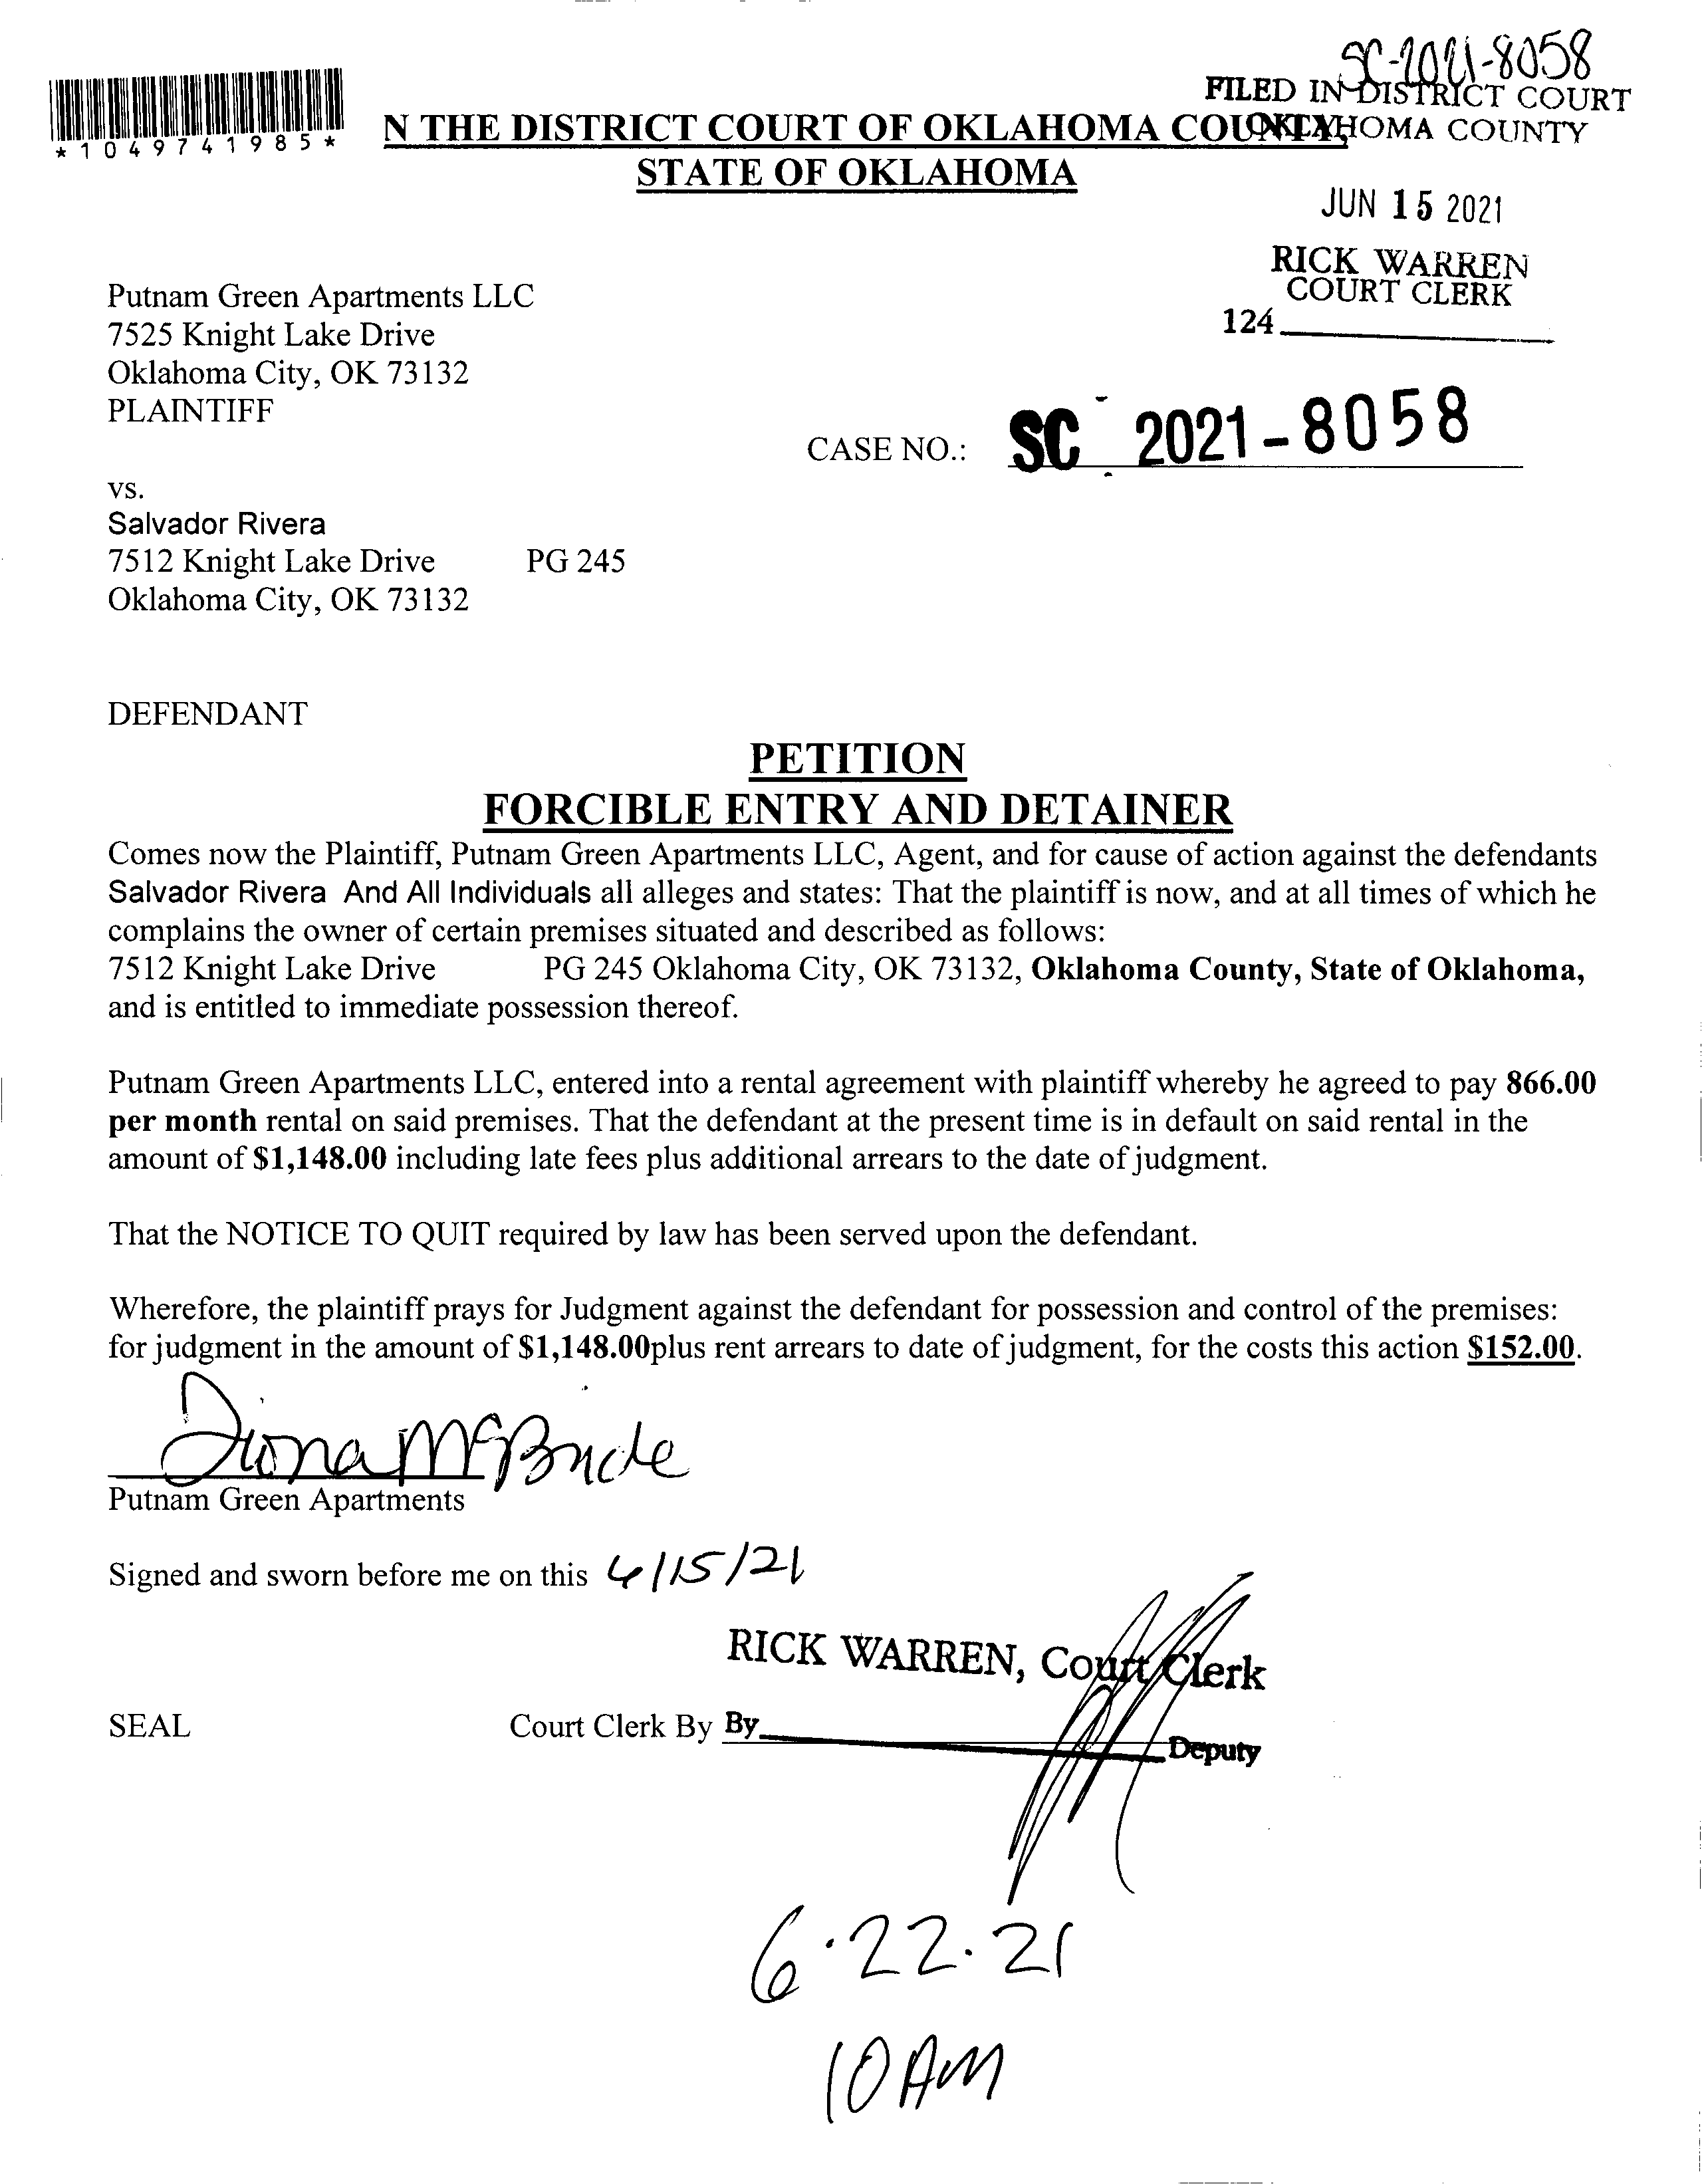 SC-2021-8058
FILED IN DISTRICT COURT
OKLAHOMA COUNTY
*1049741985*
N THE DISTRICT COURT OF OKLAHOMA COUNTY,
STATE OF OKLAHOMA
JUN 15 2021
RICK WARREN
COURT CLERK
124
Putnam Green Apartments LLC
7525 Knight Lake Drive
Oklahoma City, OK 73132
PLAINTIFF
CASE NO.: SC - 2021-8058
vs.
Salvador Rivera
7512 Knight Lake Drive PG 245
Oklahoma City, OK 73132
DEFENDANT
PETITION
FORCIBLE ENTRY AND DETAINER
Comes now the Plaintiff, Putnam Green Apartments LLC, Agent, and for cause of action against the defendants
Salvador Rivera And All Individuals all alleges and states: That the plaintiff is now, and at all times of which he
complains the owner of certain premises situated and described as follows:
7512 Knight Lake Drive PG 245 Oklahoma City, OK 73132, Oklahoma County, State of Oklahoma,
and is entitled to immediate possession thereof.
Putnam Green Apartments LLC, entered into a rental agreement with plaintiff whereby he agreed to pay 866.00
per month rental on said premises. That the defendant at the present time is in default on said rental in the
amount of $1,148.00 including late fees plus additional arrears to the date of judgment.
That the NOTICE TO QUIT required by law has been served upon the defendant.
Wherefore, the plaintiff prays for Judgment against the defendant for possession and control of the premises:
for judgment in the amount of $1,148.00plus rent arrears to date of judgment, for the costs this action $152.00.
Diona McBride
Putnam Green Apartments
Signed and sworn before me on this 6/15/21
RICK WARREN, Court Clerk
SEAL Court Clerk By By Deputy
6.22.21
10 AM